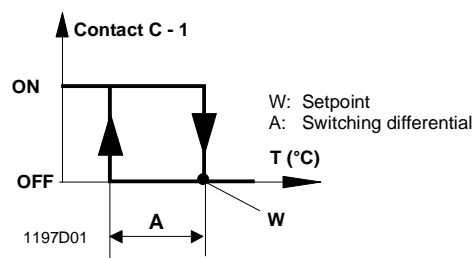 Contact C - 1
ON
W: Setpoint
A: Switching differential
T (°C)
OFF
A
W
1197D01